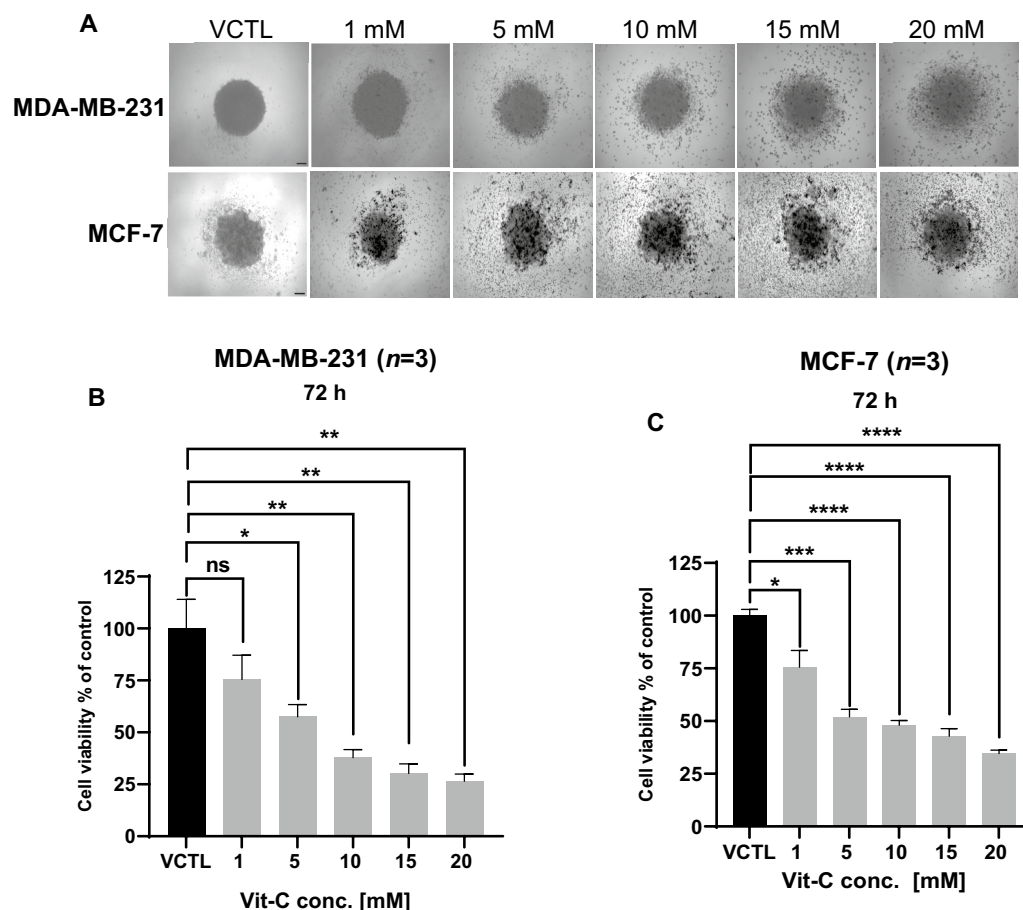 A
VCTL 1 mM 5 mM 10 mM 15 mM 20 mM
MDA-MB-231
MCF-7
MDA-MB-231 (n=3)
72 h
B
**
**
**
*
ns
125
100
75
50
25
0
Cell viability % of control
VCTL 1 5 10 15 20
Vit-C conc. [mM]
MCF-7 (n=3)
72 h
C
****
****
****
***
*
125
100
75
50
25
0
Cell viability % of control
VCTL 1 5 10 15 20
Vit-C conc. [mM]